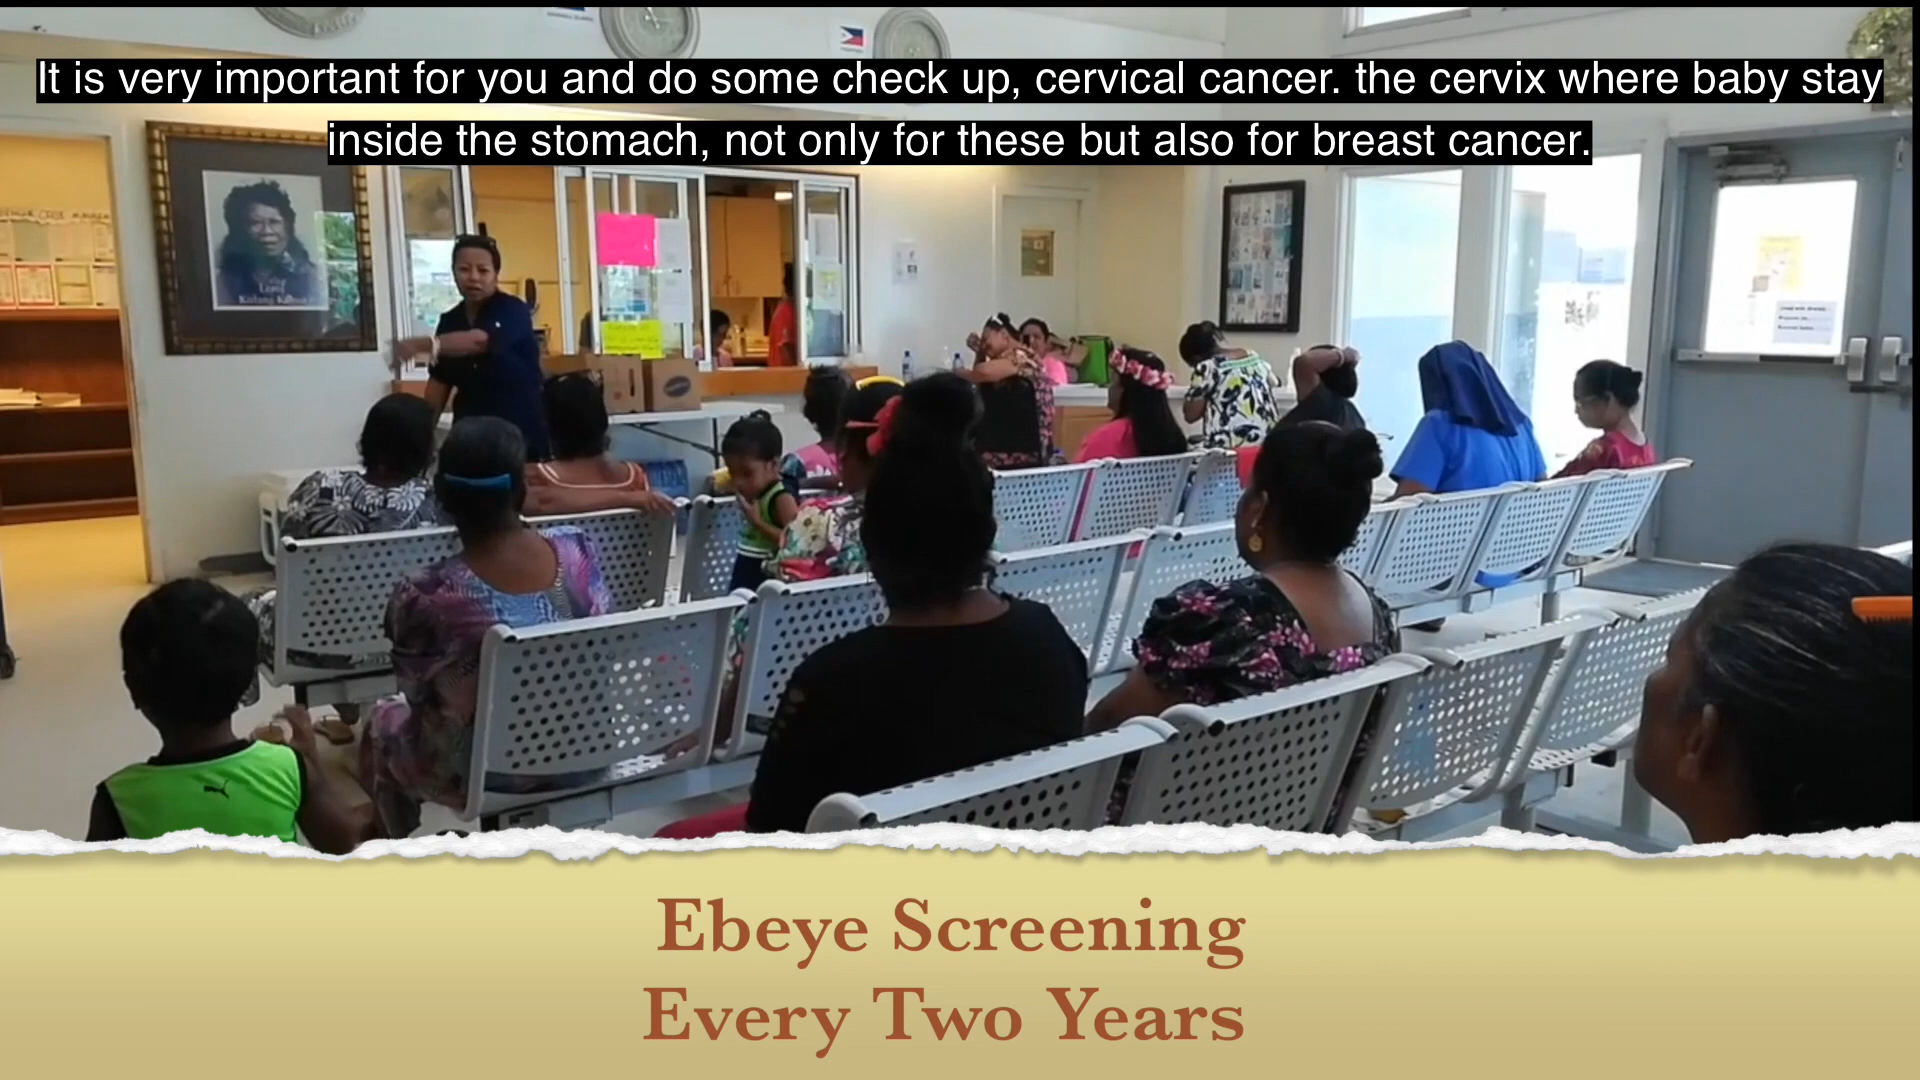 It is very important for you and do some check up, cervical cancer. the cervix where baby stay
inside the stomach, not only for these but also for breast cancer.
Ebeye Screening
Every Two Years